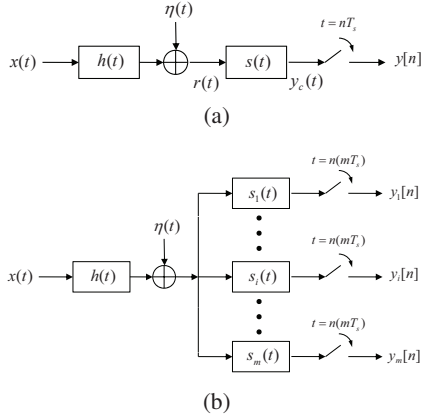 η(t)
t = nT_s
x(t) h(t) r(t) s(t) y_c(t) y[n]
(a)
t = n(mT_s)
s_1(t) y_1[n]
η(t)
t = n(mT_s)
x(t) h(t) s_i(t) y_i[n]
t = n(mT_s)
s_m(t) y_m[n]
(b)